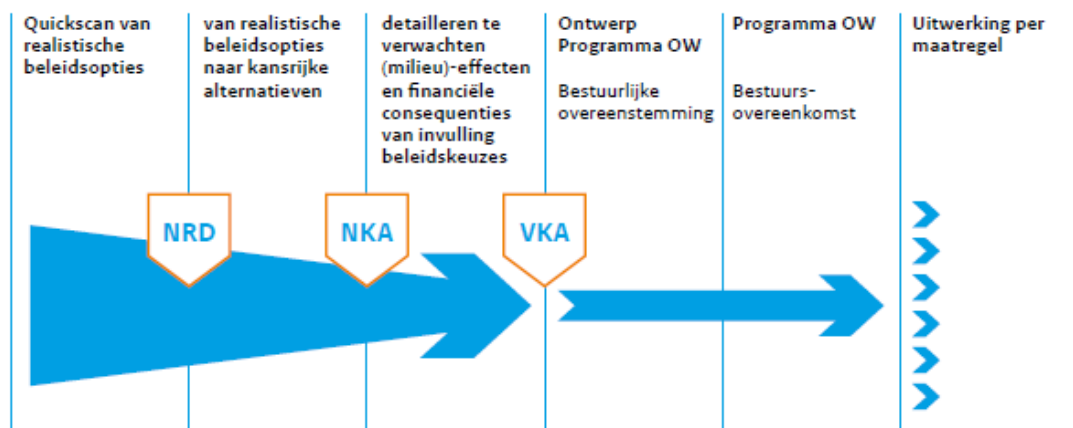 Quickscan van
realistische
beleidsopties
van realistische
beleidsopties
naar kansrijke
alternatieven
detailleren te
verwachten
(milieu)-effecten
en financiële
consequenties
van invulling
beleidskeuzes
Ontwerp
Programma OW
Bestuurlijke
overeenstemming
Programma OW
Bestuurs-
overeenkomst
Uitwerking per
maatregel
NRD
NKA
VKA